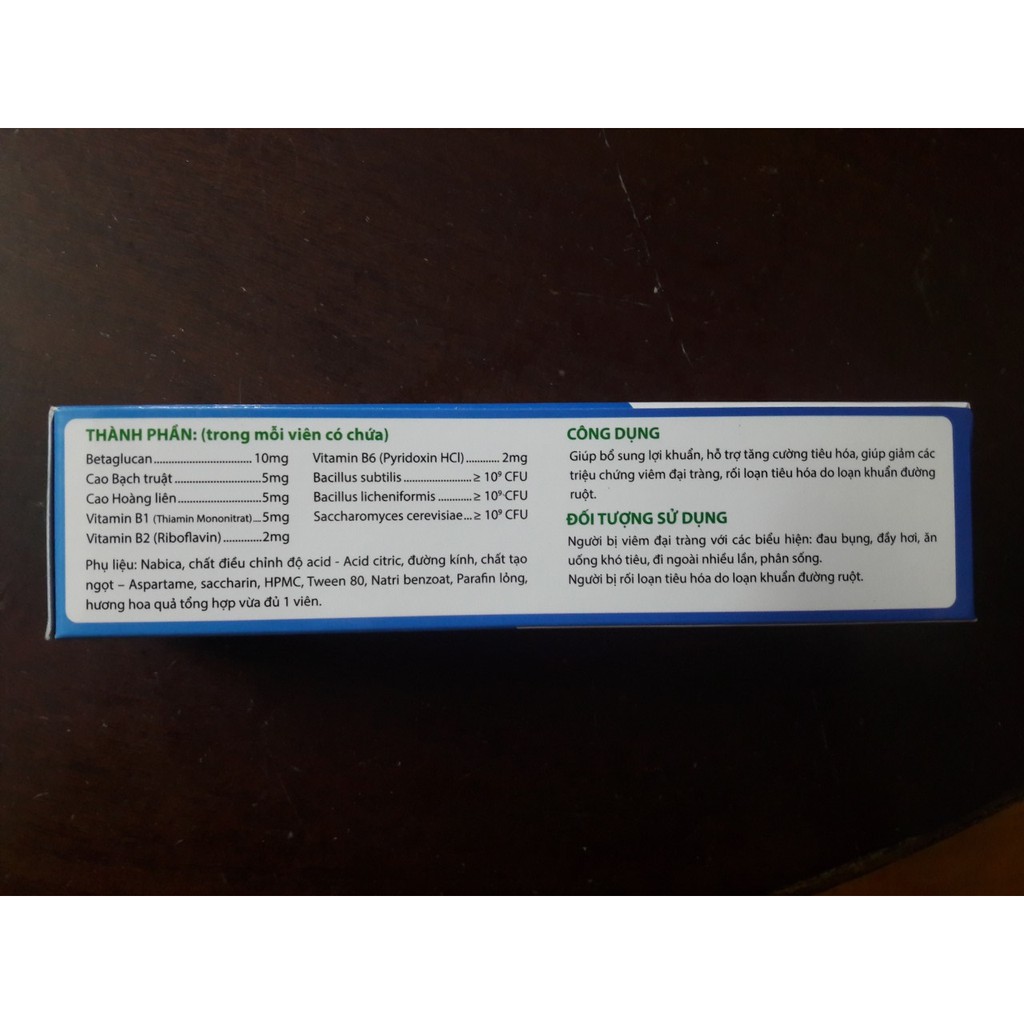 THÀNH PHẦN: (trong mỗi viên có chứa)
Betaglucan................................ 10mg
Cao Bạch truật............................5mg
Cao Hoàng liên...........................5mg
Vitamin B1 (Thiamin Mononitrat)...5mg
Vitamin B2 (Riboflavin).............2mg
Vitamin B6 (Pyridoxin HCl)........... 2mg
Bacillus subtilis....................... ≥ 10⁹ CFU
Bacillus licheniformis............≥ 10⁹ CFU
Saccharomyces cerevisiae...≥ 10⁹ CFU
Phụ liệu: Nabica, chất điều chỉnh độ acid - Acid citric, đường kính, chất tạo
ngọt – Aspartame, saccharin, HPMC, Tween 80, Natri benzoat, Parafin lỏng,
hương hoa quả tổng hợp vừa đủ 1 viên.
CÔNG DỤNG
Giúp bổ sung lợi khuẩn, hỗ trợ tăng cường tiêu hóa, giúp giảm các
triệu chứng viêm đại tràng, rối loạn tiêu hóa do loạn khuẩn đường
ruột.
ĐỐI TƯỢNG SỬ DỤNG
Người bị viêm đại tràng với các biểu hiện: đau bụng, đầy hơi, ăn
uống khó tiêu, đi ngoài nhiều lần, phân sống.
Người bị rối loạn tiêu hóa do loạn khuẩn đường ruột.